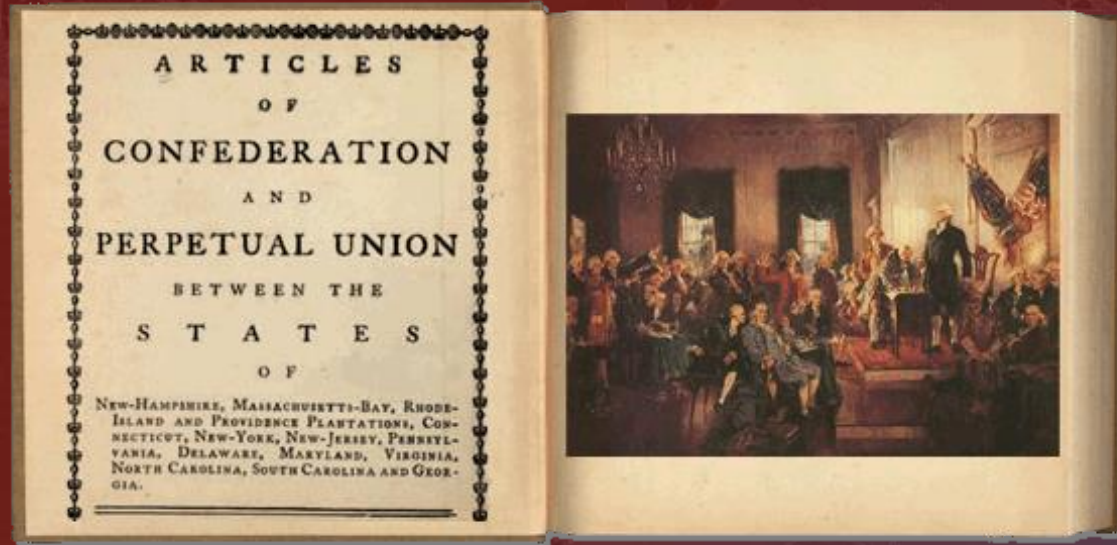 ARTICLES
OF
CONFEDERATION
AND
PERPETUAL UNION
BETWEEN THE
STATES
OF
NEW-HAMPSHIRE, MASSACHUSETTS-BAY, RHODE-
ISLAND AND PROVIDENCE PLANTATIONS, CON-
NECTICUT, NEW-YORK, NEW-JERSEY, PENNSYL-
VANIA, DELAWARE, MARYLAND, VIRGINIA,
NORTH CAROLINA, SOUTH CAROLINA AND GEOR-
GIA.